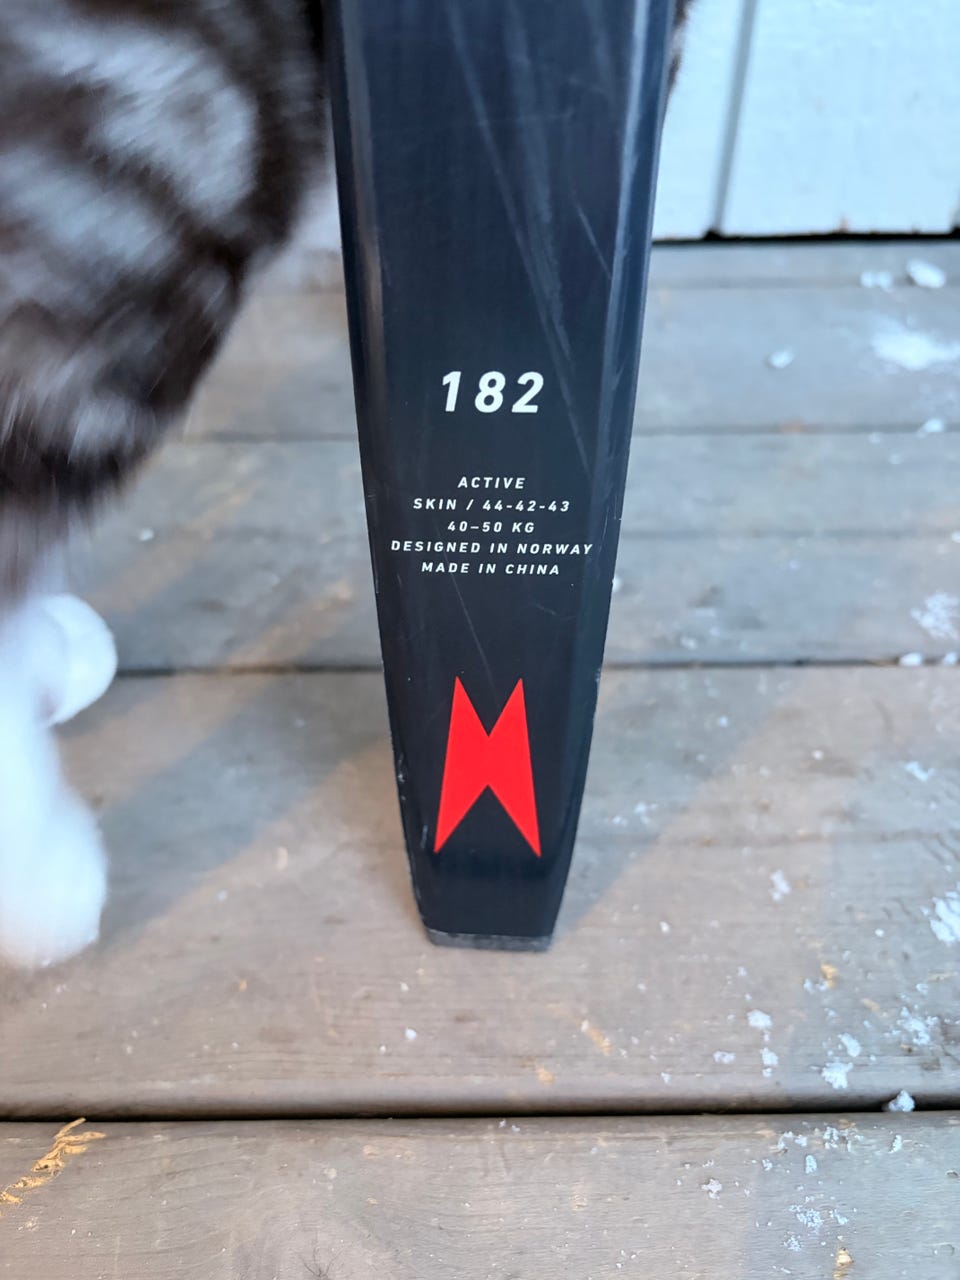 182
ACTIVE
SKIN / 44-42-43
40–50 KG
DESIGNED IN NORWAY
MADE IN CHINA